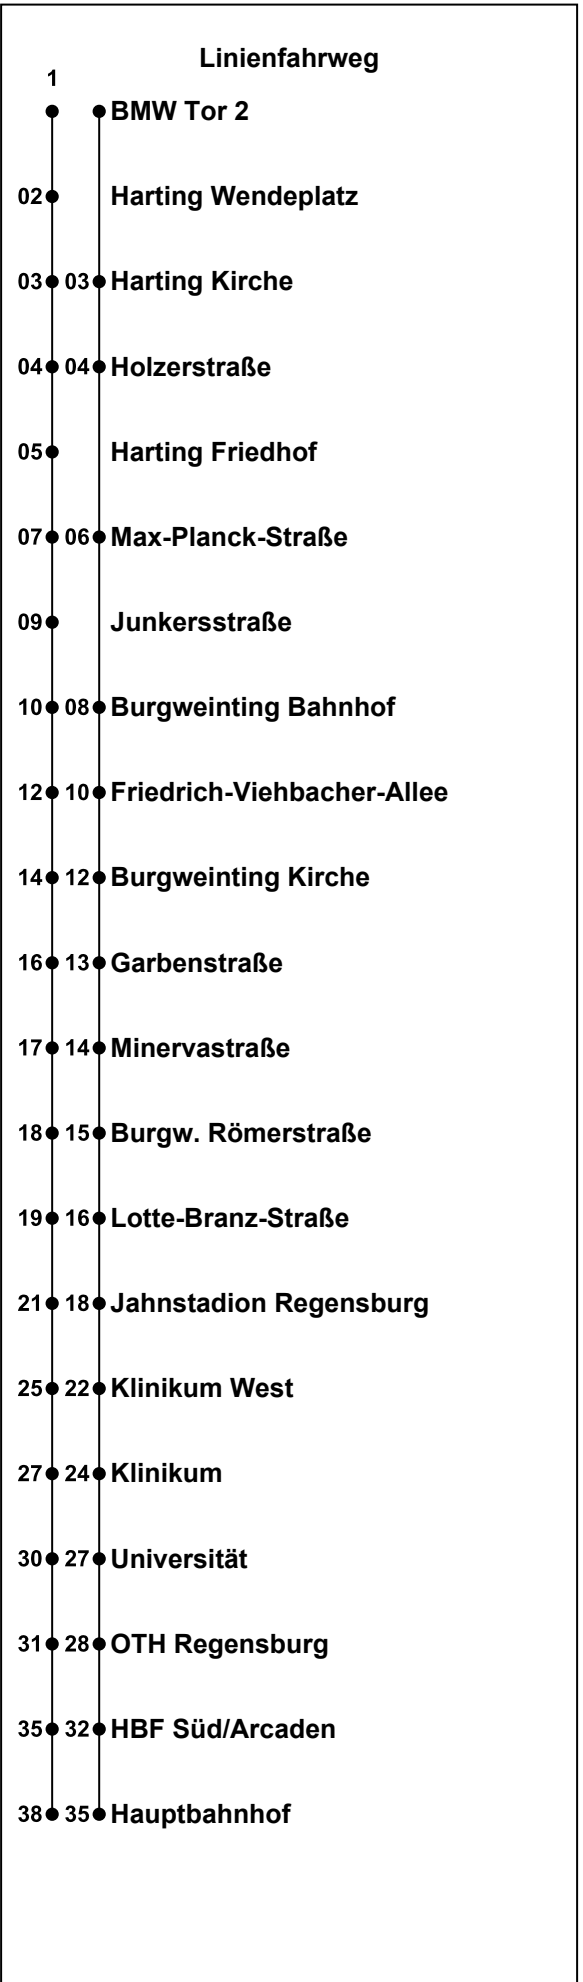 Linienfahrweg
1
BMW Tor 2
02 Harting Wendeplatz
03 03 Harting Kirche
04 04 Holzerstraße
05 Harting Friedhof
07 06 Max-Planck-Straße
09 Junkersstraße
10 08 Burgweinting Bahnhof
12 10 Friedrich-Viehbacher-Allee
14 12 Burgweinting Kirche
16 13 Garbenstraße
17 14 Minervastraße
18 15 Burgw. Römerstraße
19 16 Lotte-Branz-Straße
21 18 Jahnstadion Regensburg
25 22 Klinikum West
27 24 Klinikum
30 27 Universität
31 28 OTH Regensburg
35 32 HBF Süd/Arcaden
38 35 Hauptbahnhof